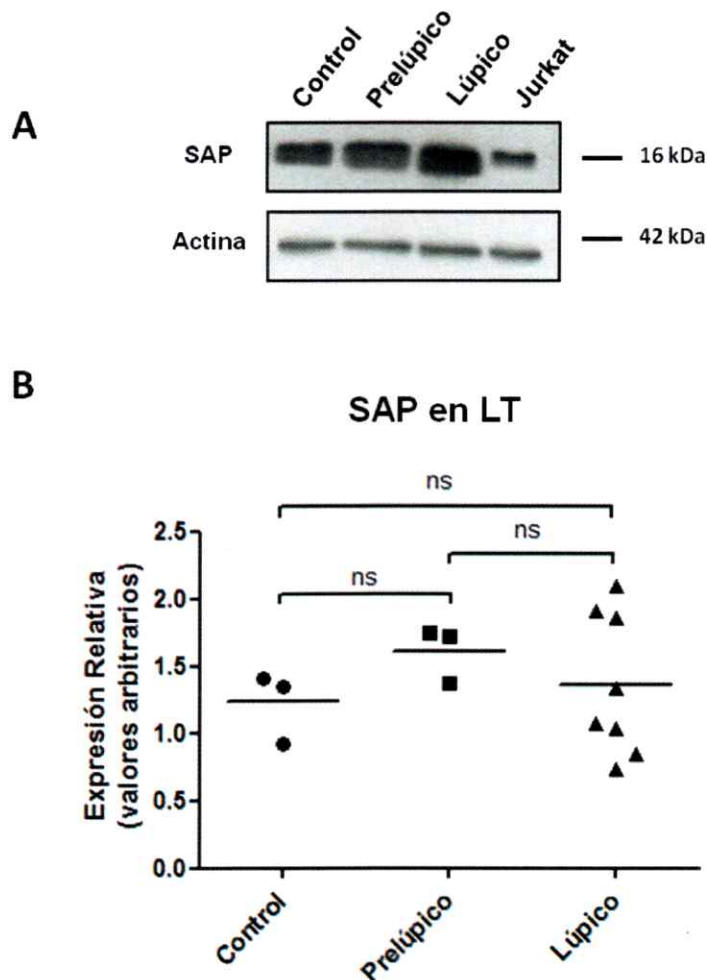 A
Control
Prelúpico
Lúpico
Jurkat
SAP
16 kDa
Actina
42 kDa
B
SAP en LT
ns
ns
ns
2.5
2.0
1.5
1.0
0.5
0.0
Expresión Relativa
(valores arbitrarios)
Control
Prelúpico
Lúpico